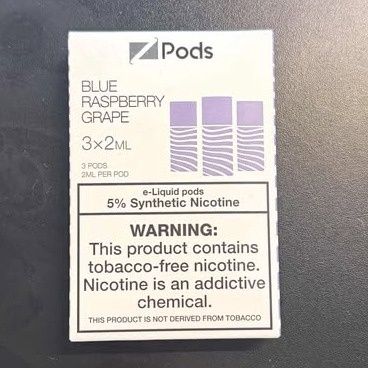 Z Pods
BLUE
RASPBERRY
GRAPE
3×2ML
3 PODS
2ML PER POD
e-Liquid pods
5% Synthetic Nicotine
WARNING:
This product contains
tobacco-free nicotine.
Nicotine is an addictive
chemical.
THIS PRODUCT IS NOT DERIVED FROM TOBACCO